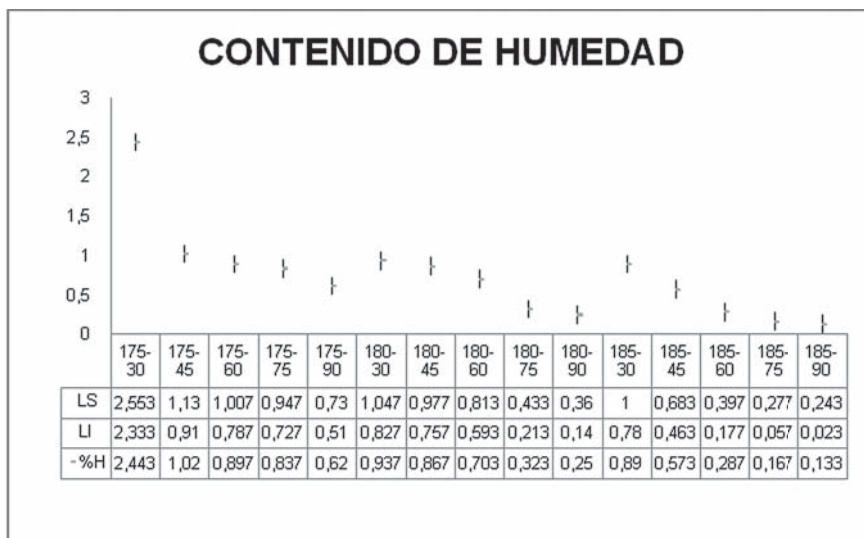 CONTENIDO DE HUMEDAD
3
2,5
2
1,5
1
0,5
0
175-30 175-45 175-60 175-75 175-90 180-30 180-45 180-60 180-75 180-90 185-30 185-45 185-60 185-75 185-90
LS 2,553 1,13 1,007 0,947 0,73 1,047 0,977 0,813 0,433 0,36 1 0,683 0,397 0,277 0,243
LI 2,333 0,91 0,787 0,727 0,51 0,827 0,757 0,593 0,213 0,14 0,78 0,463 0,177 0,057 0,023
-%H 2,443 1,02 0,897 0,837 0,62 0,937 0,867 0,703 0,323 0,25 0,89 0,573 0,287 0,167 0,133